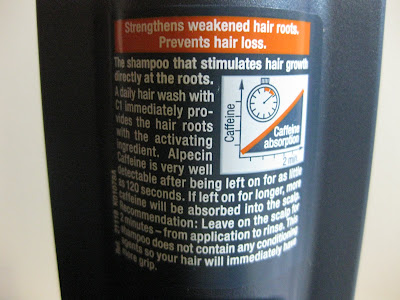 Strengthens weakened hair roots.
Prevents hair loss.
The shampoo that stimulates hair growth
directly at the roots.
A daily hair wash with
C1 immediately pro-
vides the hair roots
with the activating
ingredient. Alpecin
Caffeine is very well
detectable after being left on for as little
as 120 seconds. If left on for longer, more
caffeine will be absorbed into the scalp.
Recommendation: Leave on the scalp for
2 minutes – from application to rinse. This
shampoo does not contain any conditioning
agents so your hair will immediately have
more grip.
Caffeine
Caffeine
absorption
2 min.